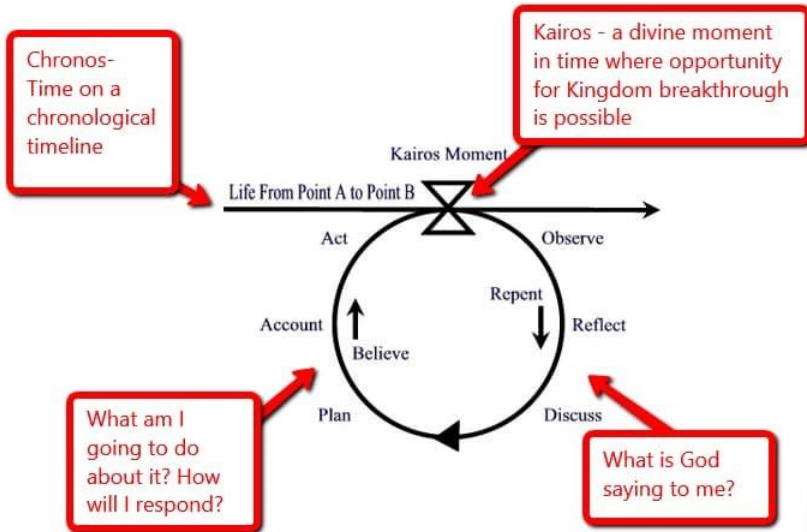 Chronos-
Time on a
chronological
timeline
Kairos - a divine moment
in time where opportunity
for Kingdom breakthrough
is possible
Kairos Moment
Life From Point A to Point B
Act
Observe
Repent
Account
Reflect
Believe
Plan
Discuss
What am I
going to do
about it? How
will I respond?
What is God
saying to me?